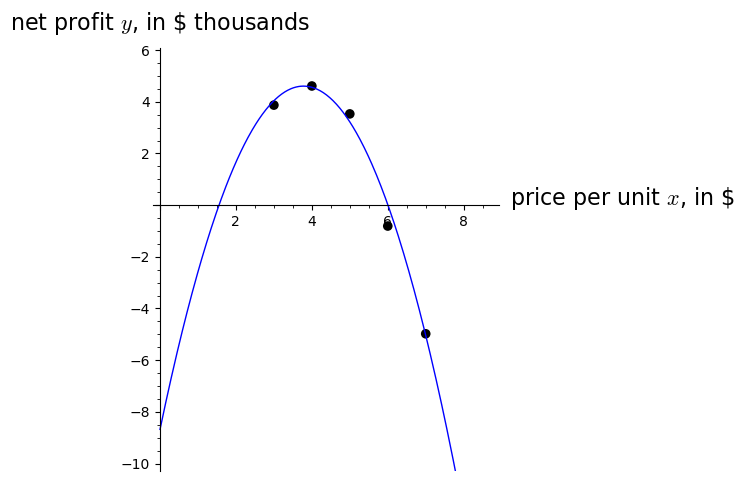 net profit y, in $ thousands
6
4
2
price per unit x, in $
2 4 6 8
−2
−4
−6
−8
−10